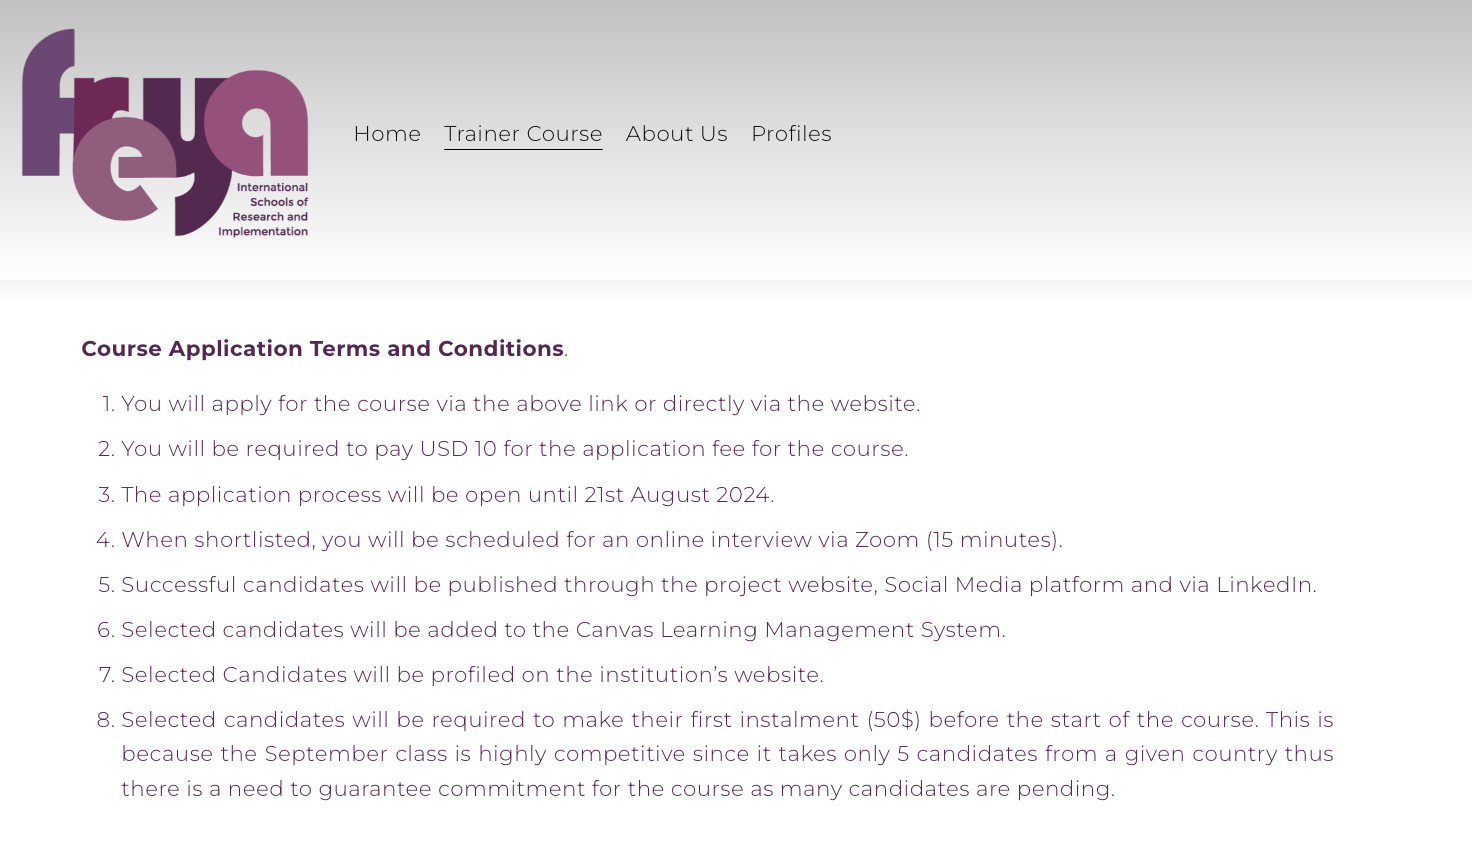 freya
International
Schools of
Research and
Implementation
Home Trainer Course About Us Profiles
Course Application Terms and Conditions.
1. You will apply for the course via the above link or directly via the website.
2. You will be required to pay USD 10 for the application fee for the course.
3. The application process will be open until 21st August 2024.
4. When shortlisted, you will be scheduled for an online interview via Zoom (15 minutes).
5. Successful candidates will be published through the project website, Social Media platform and via LinkedIn.
6. Selected candidates will be added to the Canvas Learning Management System.
7. Selected Candidates will be profiled on the institution’s website.
8. Selected candidates will be required to make their first instalment (50$) before the start of the course. This is
because the September class is highly competitive since it takes only 5 candidates from a given country thus
there is a need to guarantee commitment for the course as many candidates are pending.